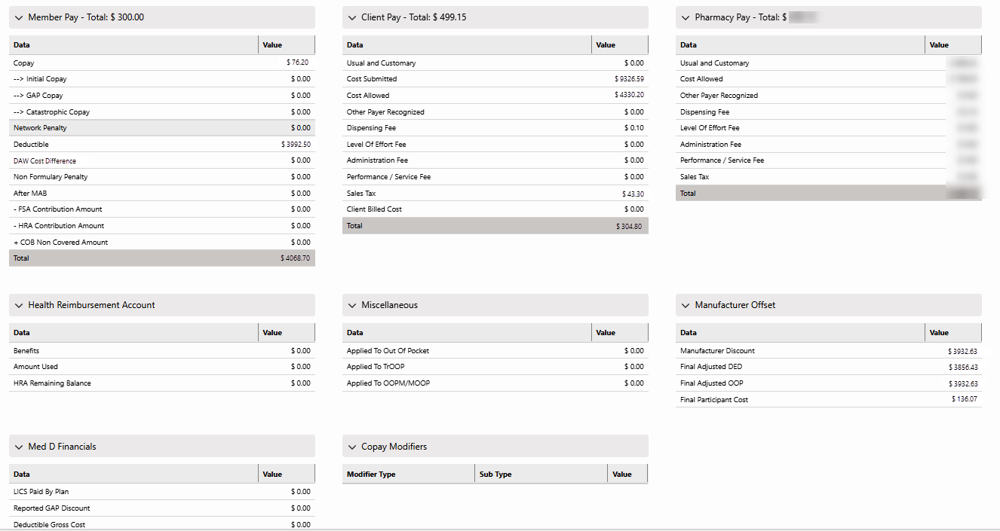 Member Pay - Total: $ 300.00
Data Value
Copay $ 76.20
--> Initial Copay $ 0.00
--> GAP Copay $ 0.00
--> Catastrophic Copay $ 0.00
Network Penalty $ 0.00
Deductible $ 3992.50
DAW Cost Difference $ 0.00
Non Formulary Penalty $ 0.00
After MAB $ 0.00
- FSA Contribution Amount $ 0.00
- HRA Contribution Amount $ 0.00
+ COB Non Covered Amount $ 0.00
Total $ 4068.70
Client Pay - Total: $ 499.15
Data Value
Usual and Customary $ 0.00
Cost Submitted $ 9326.59
Cost Allowed $ 4330.20
Other Payer Recognized $ 0.00
Dispensing Fee $ 0.10
Level Of Effort Fee $ 0.00
Administration Fee $ 0.00
Performance / Service Fee $ 0.00
Sales Tax $ 43.30
Client Billed Cost $ 0.00
Total $ 304.80
Pharmacy Pay - Total: $
Data Value
Usual and Customary
Cost Allowed
Other Payer Recognized
Dispensing Fee
Level Of Effort Fee
Administration Fee
Performance / Service Fee
Sales Tax
Total
Health Reimbursement Account
Data Value
Benefits $ 0.00
Amount Used $ 0.00
HRA Remaining Balance $ 0.00
Miscellaneous
Data Value
Applied To Out Of Pocket $ 0.00
Applied To TrOOP $ 0.00
Applied To OOPM/MOOP $ 0.00
Manufacturer Offset
Data Value
Manufacturer Discount $ 3932.63
Final Adjusted DED $ 3856.43
Final Adjusted OOP $ 3932.63
Final Participant Cost $ 136.07
Med D Financials
Data Value
LICS Paid By Plan $ 0.00
Reported GAP Discount $ 0.00
Deductible Gross Cost $ 0.00
Copay Modifiers
Modifier Type Sub Type Value